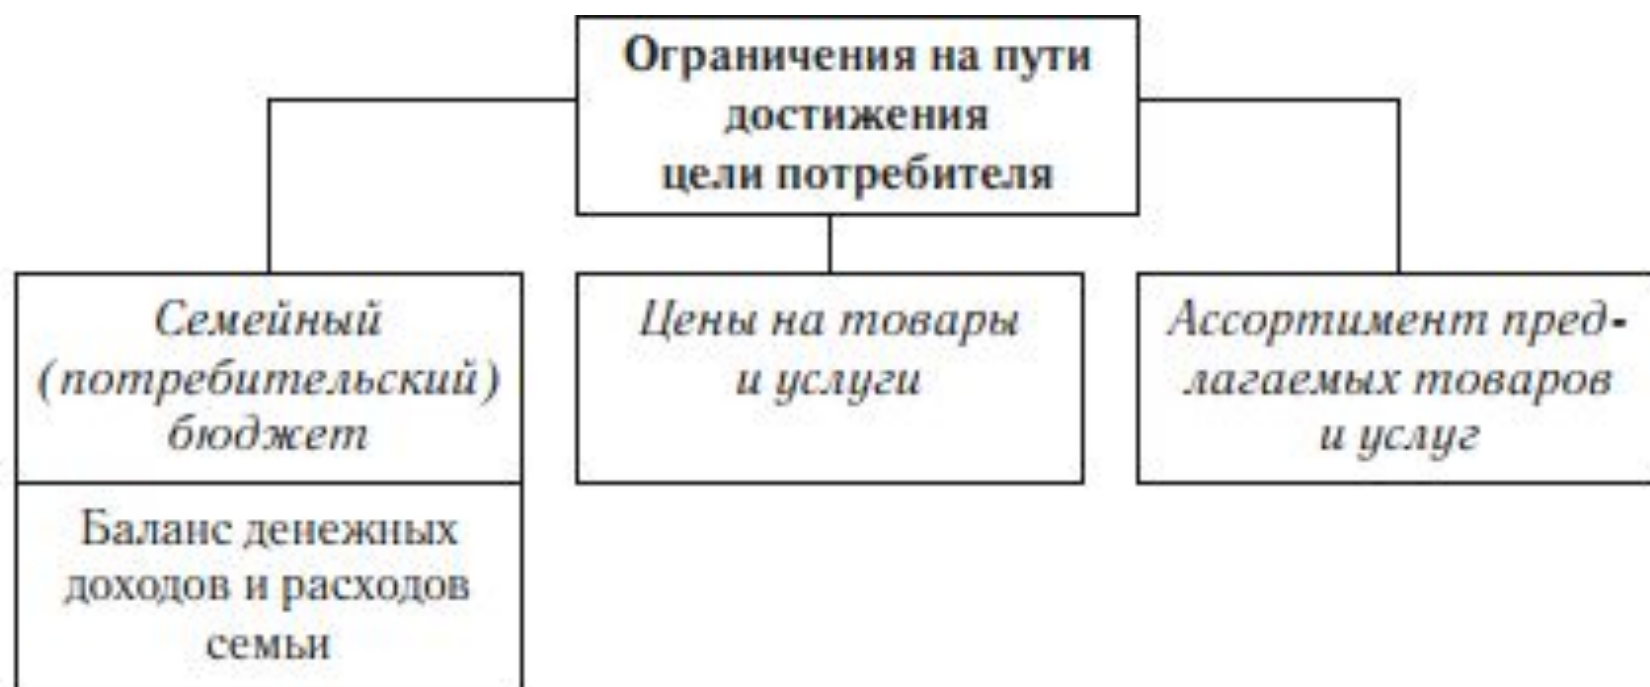 Ограничения на пути
достижения
цели потребителя
Семейный
(потребительский)
бюджет
Баланс денежных
доходов и расходов
семьи
Цены на товары
и услуги
Ассортимент пред-
лагаемых товаров
и услуг